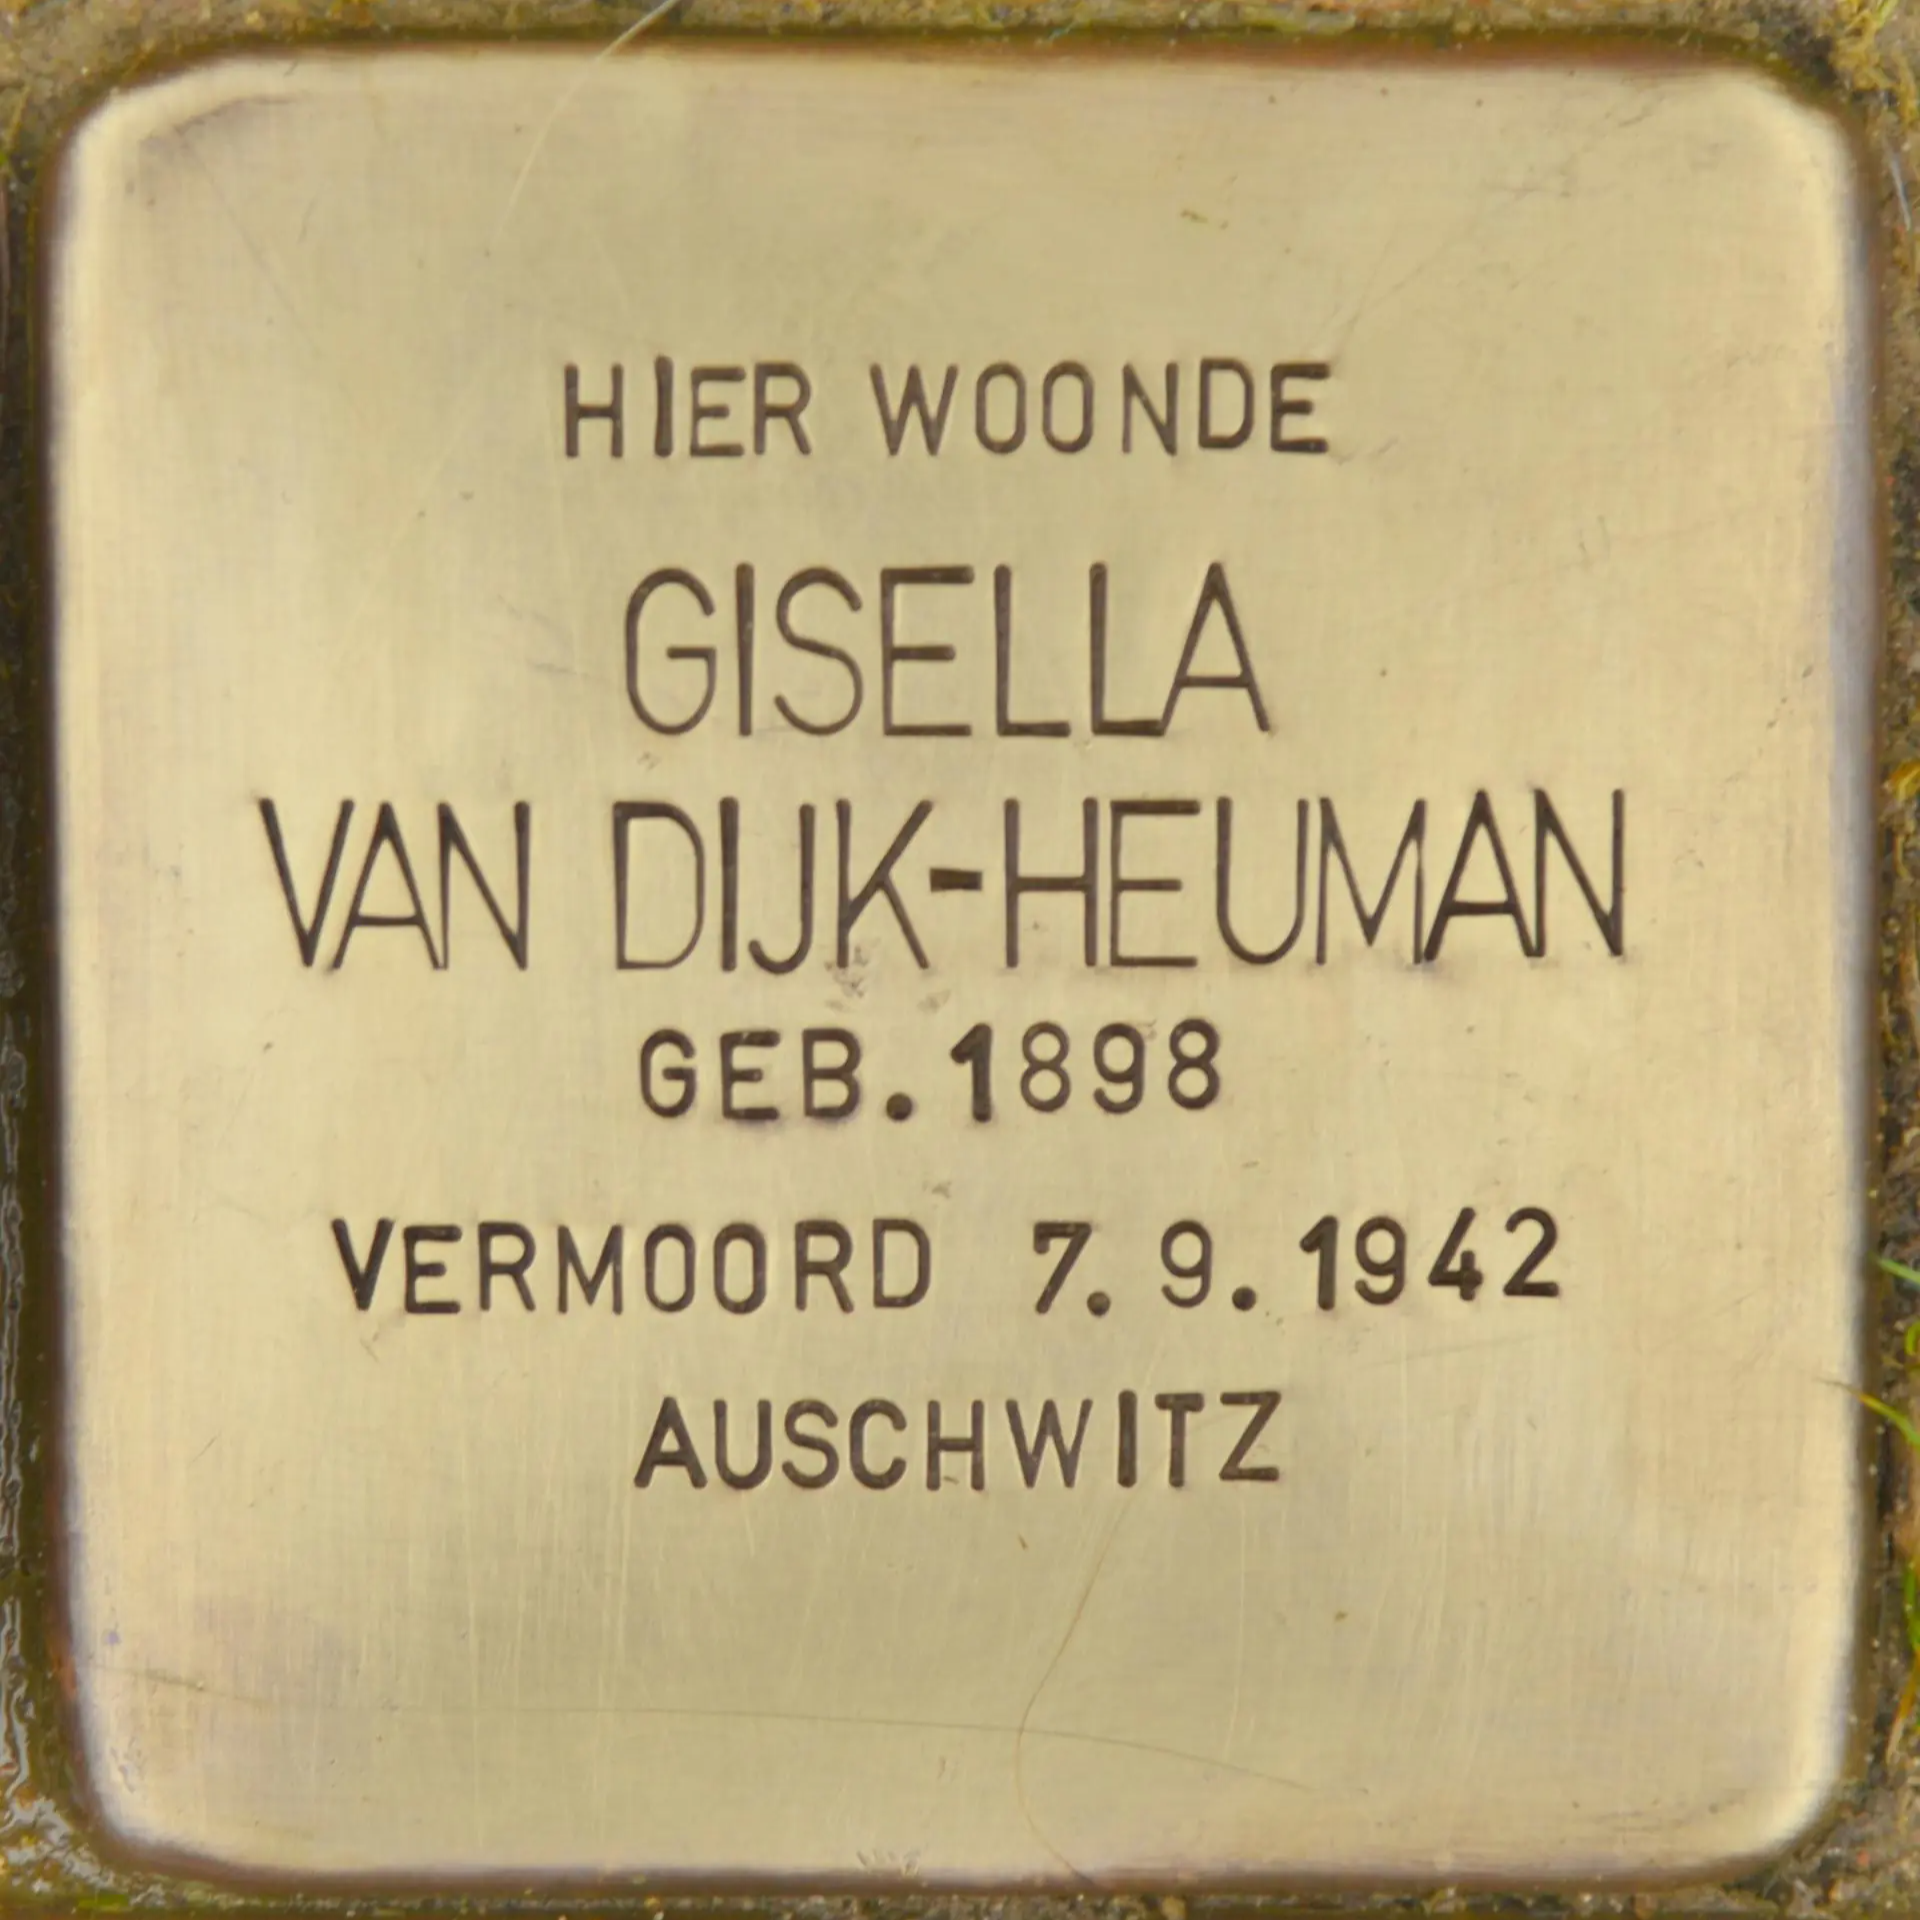 HIER WOONDE
GISELLA
VAN DIJK-HEUMAN
GEB. 1898
VERMOORD 7.9.1942
AUSCHWITZ